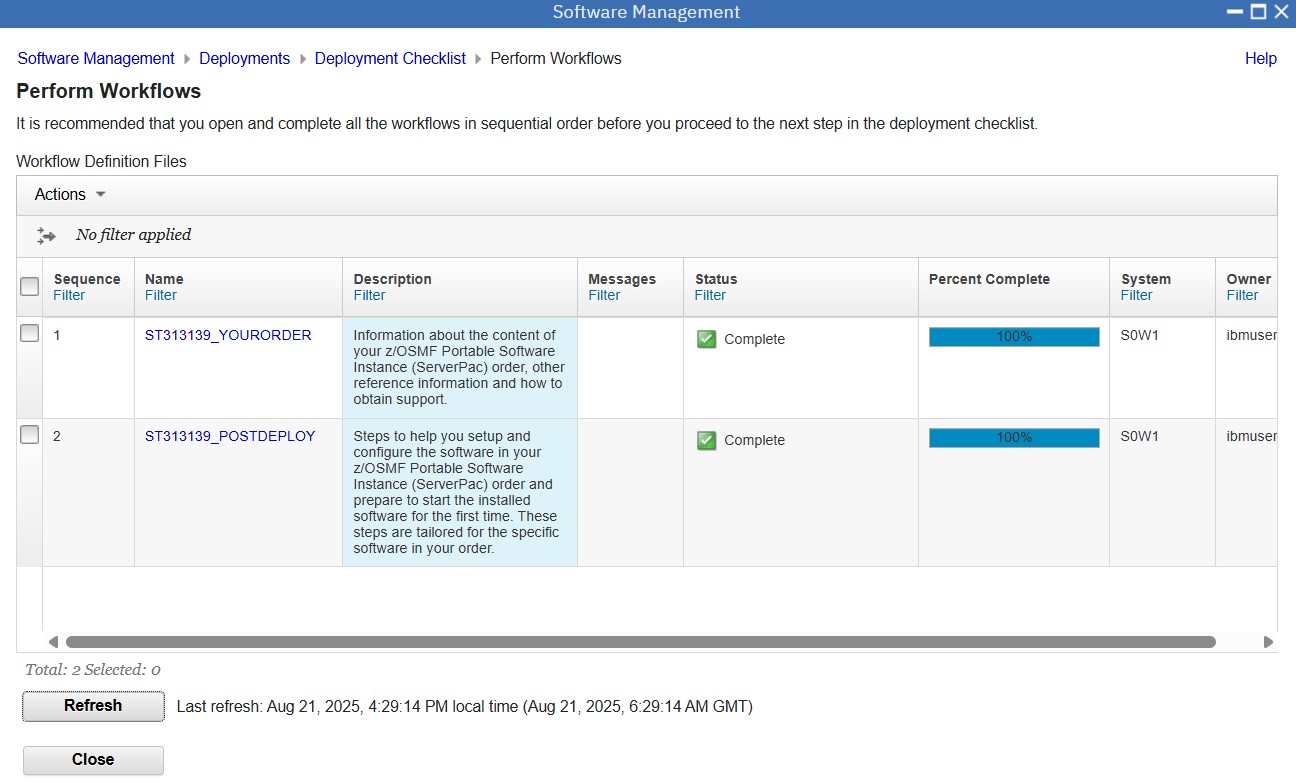 Software Management
Software Management Deployments Deployment Checklist Perform Workflows Help
Perform Workflows
It is recommended that you open and complete all the workflows in sequential order before you proceed to the next step in the deployment checklist.
Workflow Definition Files
Actions
No filter applied
Sequence Name Description Messages Status Percent Complete System Owner
Filter Filter Filter Filter Filter Filter Filter
1 ST313139_YOURORDER Information about the content of
your z/OSMF Portable Software
Instance (ServerPac) order, other
reference information and how to
obtain support.
Complete 100% S0W1 ibmuser
2 ST313139_POSTDEPLOY Steps to help you setup and
configure the software in your
z/OSMF Portable Software
Instance (ServerPac) order and
prepare to start the installed
software for the first time. These
steps are tailored for the specific
software in your order.
Complete 100% S0W1 ibmuser
Total: 2 Selected: 0
Refresh Last refresh: Aug 21, 2025, 4:29:14 PM local time (Aug 21, 2025, 6:29:14 AM GMT)
Close